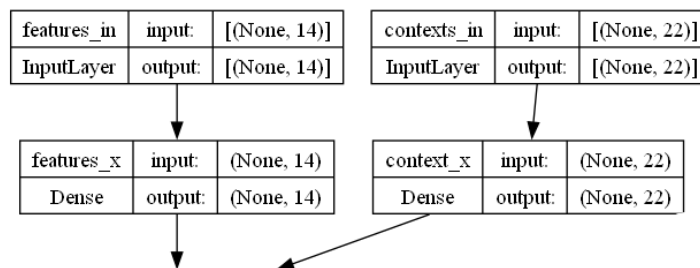 features_in input: [(None, 14)]
InputLayer output: [(None, 14)]
contexts_in input: [(None, 22)]
InputLayer output: [(None, 22)]
features_x input: (None, 14)
Dense output: (None, 14)
context_x input: (None, 22)
Dense output: (None, 22)